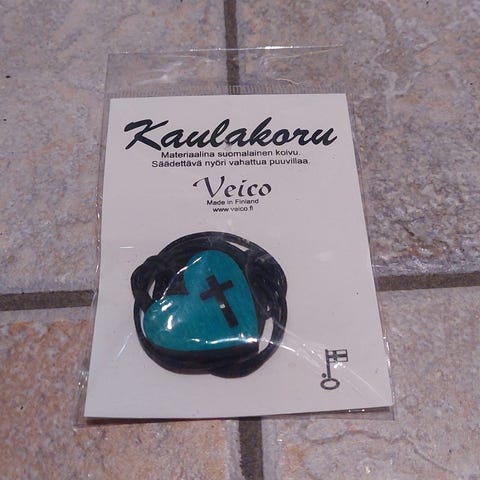 Kaulakoru
Materiaalina suomalainen koivu.
Säädettävä nyöri vahattua puuvillaa.
Veico
Made in Finland
www.veico.fi